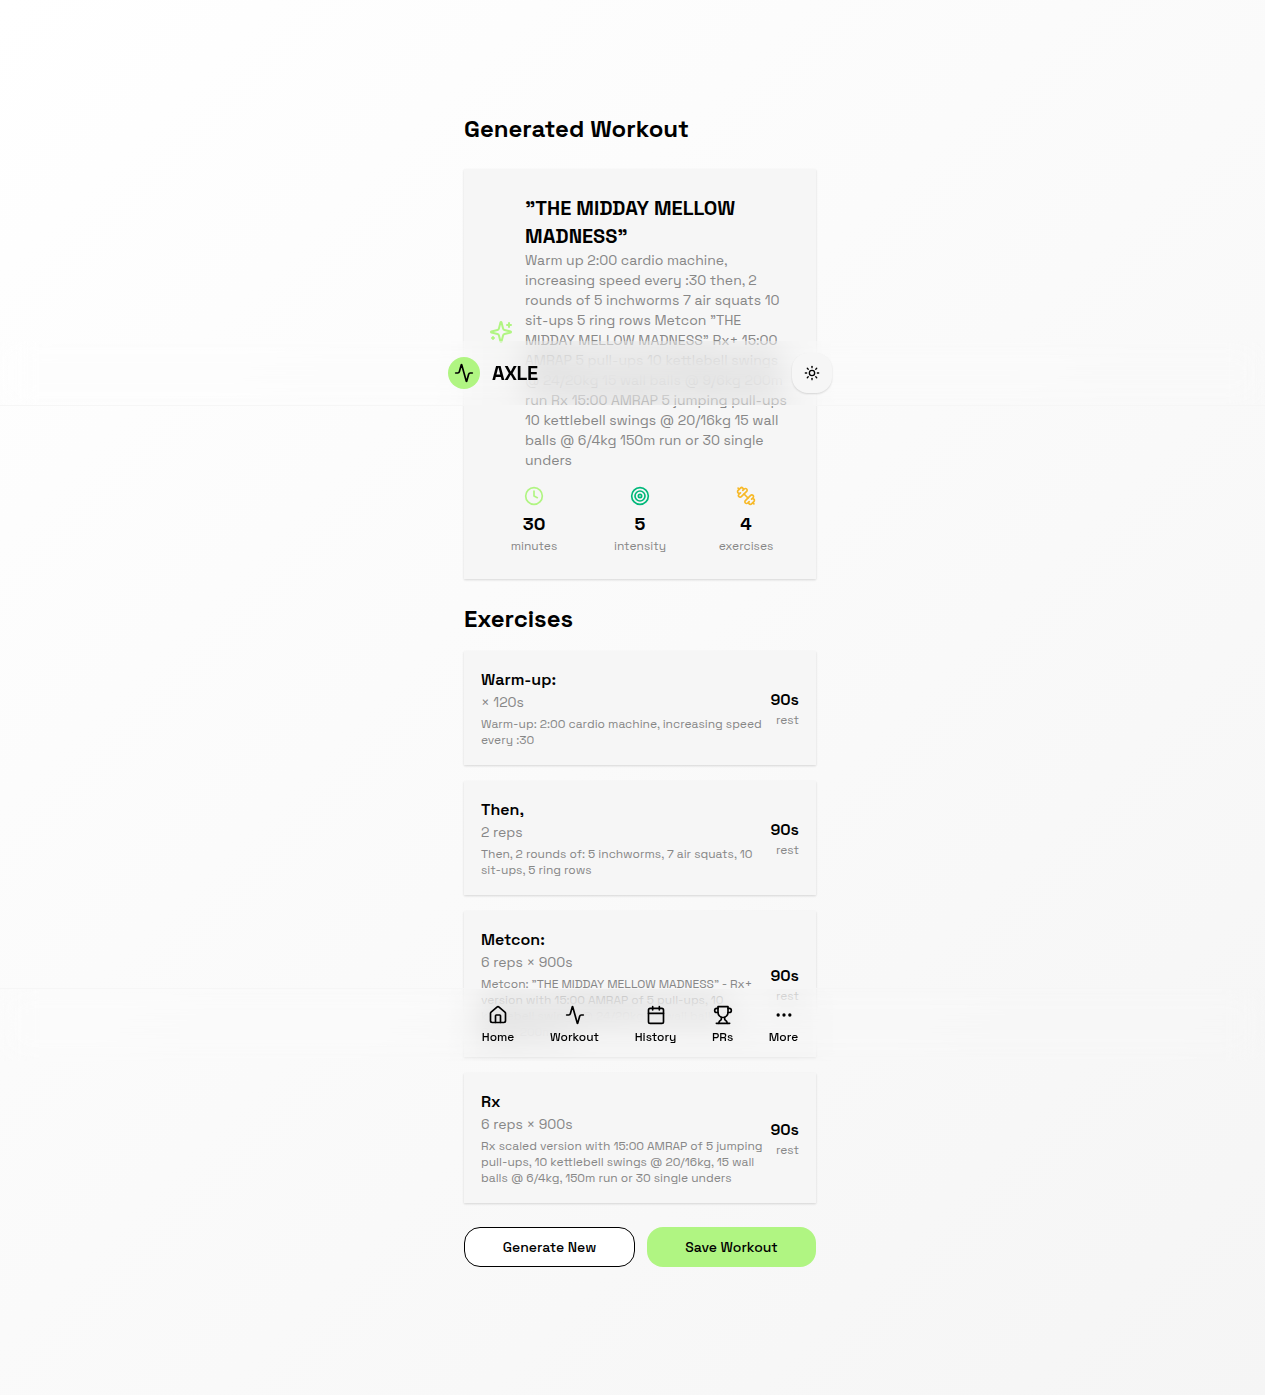 Generated Workout
”THE MIDDAY MELLOW
MADNESS”
Warm up 2:00 cardio machine,
increasing speed every :30 then, 2
rounds of 5 inchworms 7 air squats 10
sit-ups 5 ring rows Metcon ”THE
MIDDAY MELLOW MADNESS” Rx+ 15:00
AMRAP 5 pull-ups 10 kettlebell swings
AXLE
@ 24/20kg 15 wall balls @ 9/6kg 200m
run Rx 15:00 AMRAP 5 jumping pull-ups
10 kettlebell swings @ 20/16kg 15 wall
balls @ 6/4kg 150m run or 30 single
unders
30
minutes
5
intensity
4
exercises
Exercises
Warm-up:
× 120s
Warm-up: 2:00 cardio machine, increasing speed
every :30
90s
rest
Then,
2 reps
Then, 2 rounds of: 5 inchworms, 7 air squats, 10
sit-ups, 5 ring rows
90s
rest
Metcon:
6 reps × 900s
Metcon: "THE MIDDAY MELLOW MADNESS" - Rx+
version with 15:00 AMRAP of 5 pull-ups, 10
90s
rest
Home
Workout
History
PRs
More
Rx
6 reps × 900s
Rx scaled version with 15:00 AMRAP of 5 jumping
pull-ups, 10 kettlebell swings @ 20/16kg, 15 wall
balls @ 6/4kg, 150m run or 30 single unders
90s
rest
Generate New
Save Workout